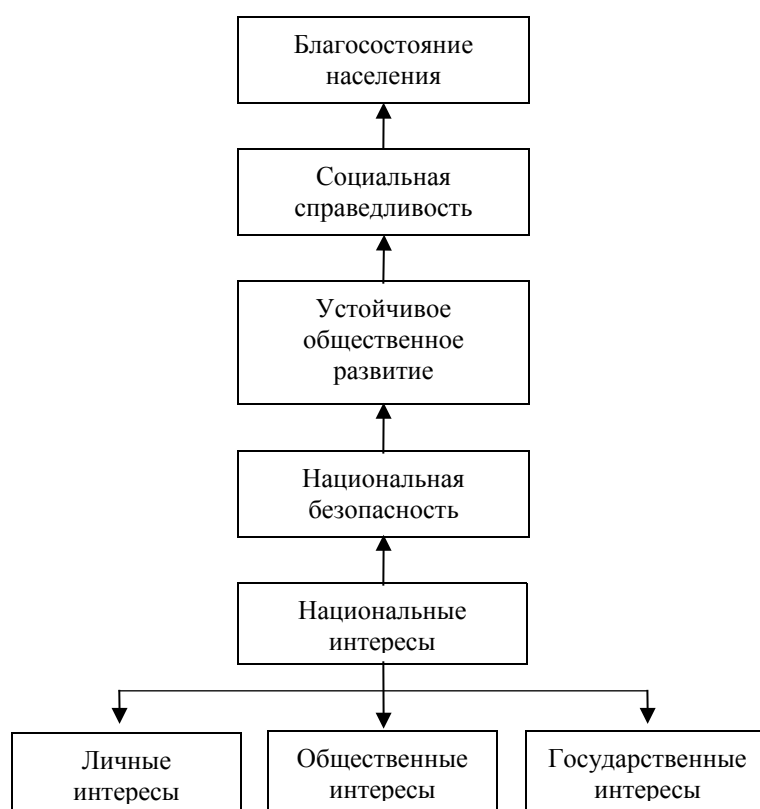 Благосостояние
населения
Социальная
справедливость
Устойчивое
общественное
развитие
Национальная
безопасность
Национальные
интересы
Личные
интересы
Общественные
интересы
Государственные
интересы